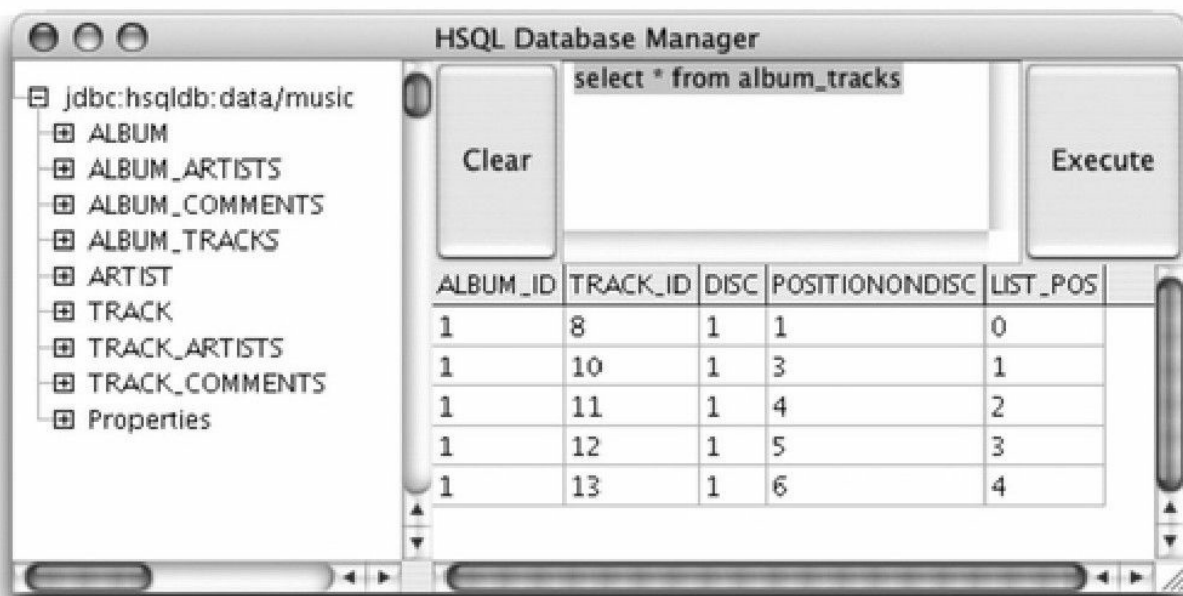 HSQL Database Manager
jdbc:hsqldb:data/music
ALBUM
ALBUM_ARTISTS
ALBUM_COMMENTS
ALBUM_TRACKS
ARTIST
TRACK
TRACK_ARTISTS
TRACK_COMMENTS
Properties
Clear
select * from album_tracks
Execute
ALBUM_ID TRACK_ID DISC POSITIONONDISC LIST_POS
1 8 1 1 0
1 10 1 3 1
1 11 1 4 2
1 12 1 5 3
1 13 1 6 4